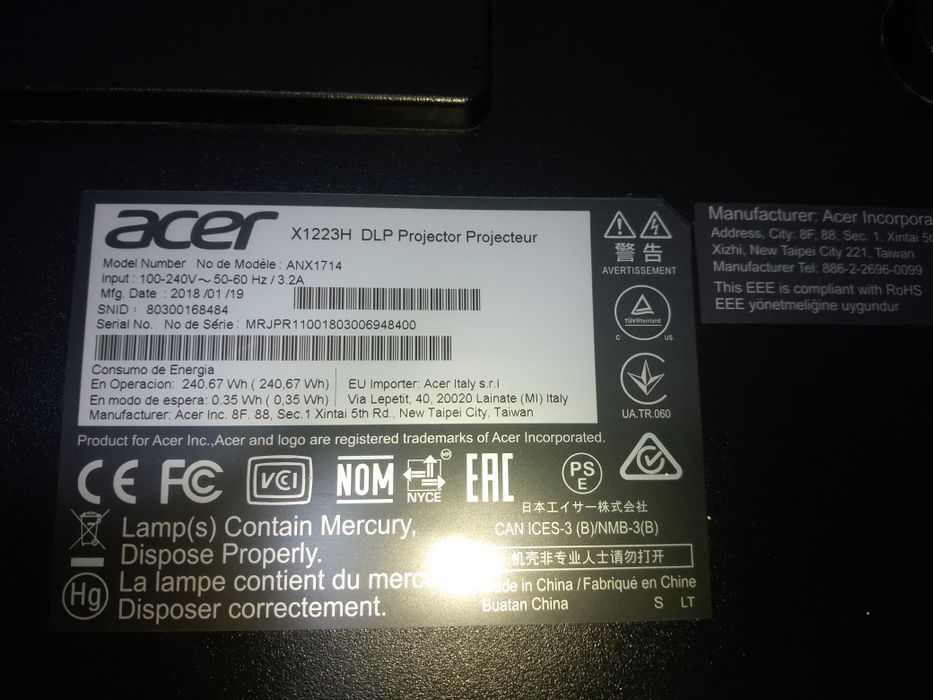 acer X1223H DLP Projector Projecteur
Model Number No de Modèle : ANX1714
Input : 100-240V~ 50-60 Hz / 3.2A
Mfg. Date : 2018 /01 /19
SNID : 80300168484
Serial No. No de Série : MRJPR11001803006948400
Consumo de Energia
En Operacion: 240.67 Wh ( 240,67 Wh)
En modo de espera: 0.35 Wh ( 0,35 Wh)
EU Importer: Acer Italy s.r.l
Via Lepetit, 40, 20020 Lainate (MI) Italy
Manufacturer: Acer Inc. 8F. 88, Sec.1 Xintai 5th Rd., New Taipei City, Taiwan
警告
AVERTISSEMENT
TÜVRheinland
C US
UA.TR.060
Product for Acer Inc.,Acer and logo are registered trademarks of Acer Incorporated.
CE FC VCI NOM NYCE EAC PS E
日本エイサー株式会社
CAN ICES-3 (B)/NMB-3(B)
Lamp(s) Contain Mercury,
Dispose Properly.
Hg
La lampe contient du merc
Disposer correctement.
机壳非专业人士请勿打开
in China / Fabriqué en Chine
Buatan China S LT
Manufacturer: Acer Incorpora
Address, City: 8F, 88, Sec. 1, Xintai 5t
Xizhi, New Taipei City 221, Taiwan
Manufacturer Tel: 886-2-2696-0099
This EEE is compliant with RoHS
EEE yönetmeliğine uygundur